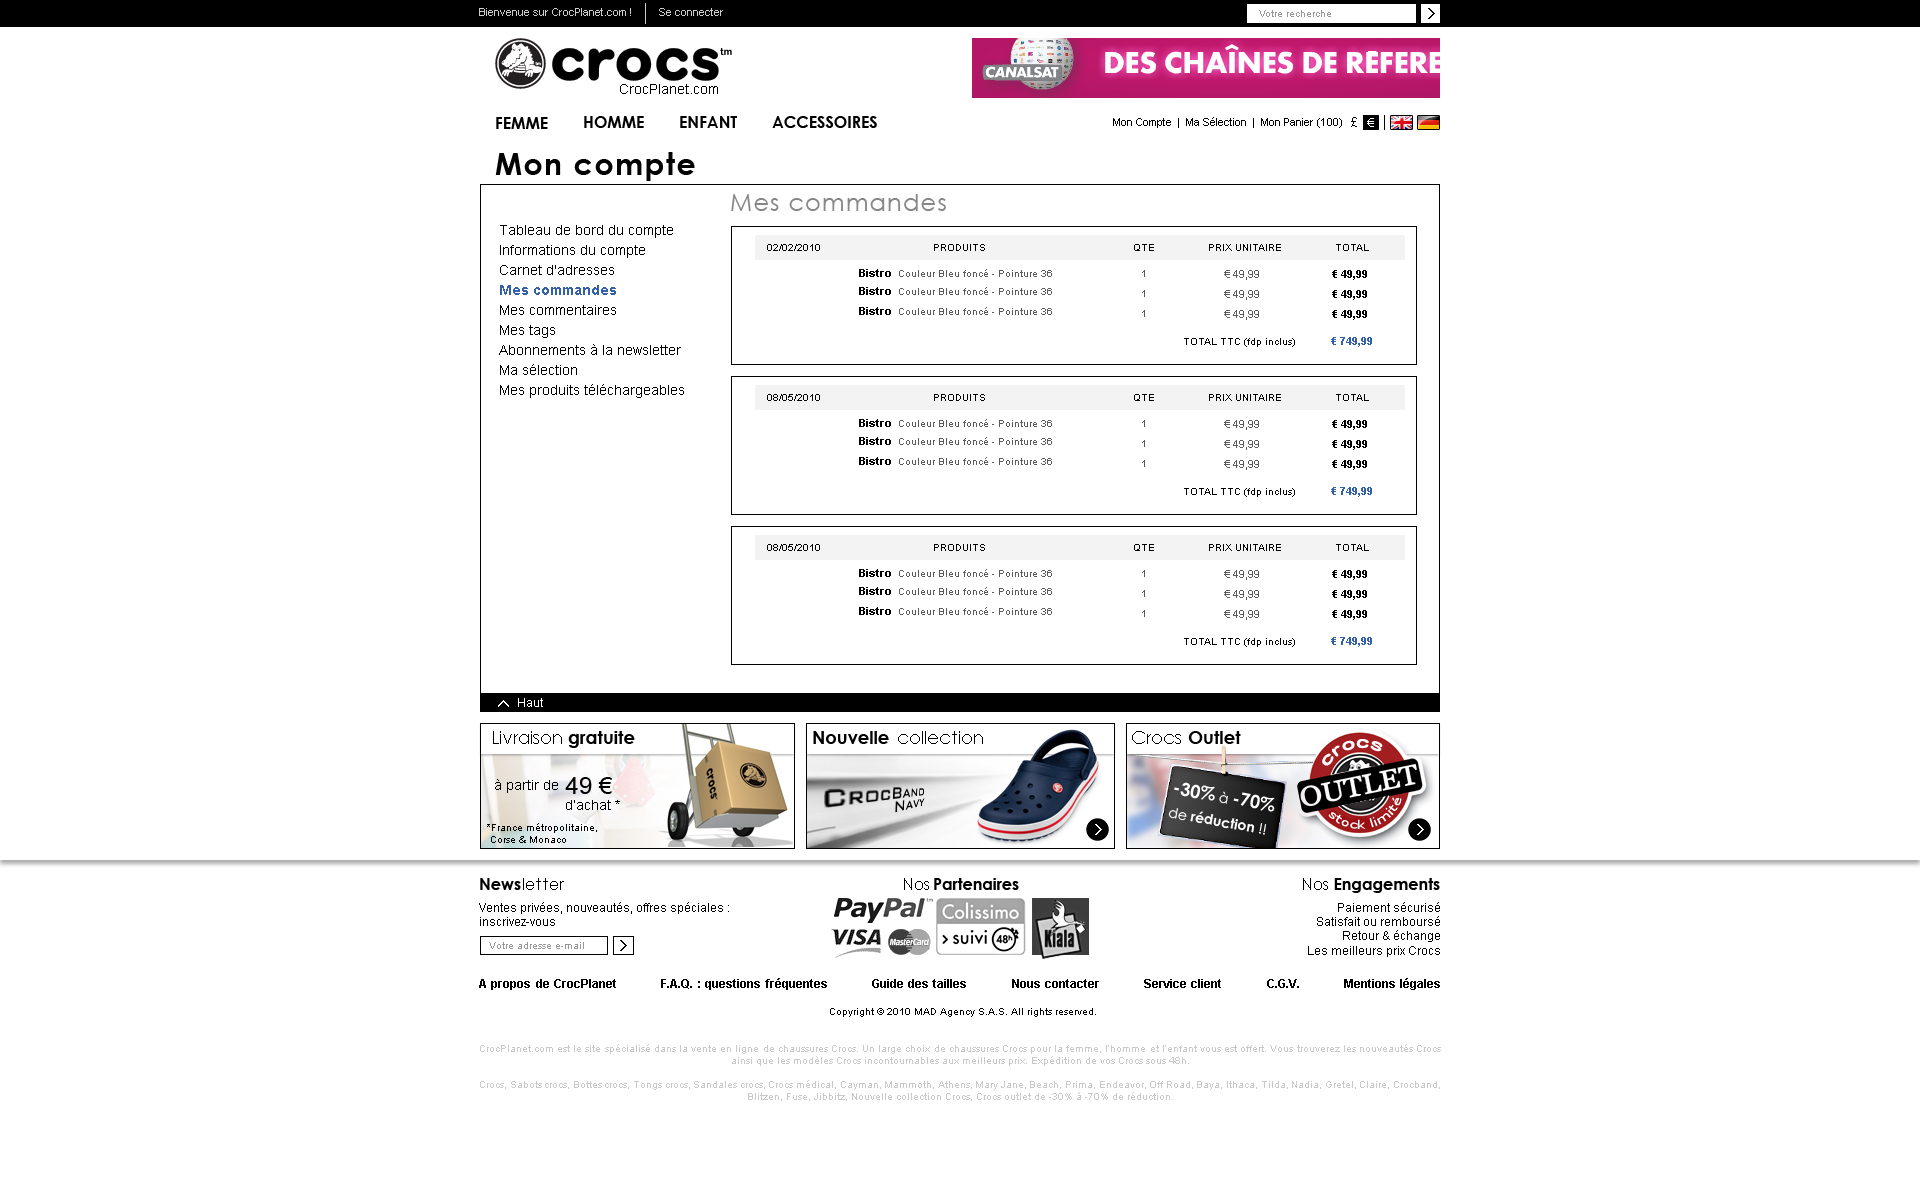 Bienvenue sur CrocPlanet.com ! | Se connecter
Votre recherche
crocs™
CrocPlanet.com
CANALSAT
DES CHAÎNES DE RÉFÉRE
FEMME HOMME ENFANT ACCESSOIRES
Mon Compte | Ma Sélection | Mon Panier (100) £ €
Mon compte
Mes commandes
Tableau de bord du compte
Informations du compte
Carnet d'adresses
Mes commandes
Mes commentaires
Mes tags
Abonnements à la newsletter
Ma sélection
Mes produits téléchargeables
02/02/2010 PRODUITS QTE PRIX UNITAIRE TOTAL
Bistro Couleur Bleu foncé - Pointure 36 1 € 49,99 € 49,99
Bistro Couleur Bleu foncé - Pointure 36 1 € 49,99 € 49,99
Bistro Couleur Bleu foncé - Pointure 36 1 € 49,99 € 49,99
TOTAL TTC (fdp inclus) € 749,99
08/05/2010 PRODUITS QTE PRIX UNITAIRE TOTAL
Bistro Couleur Bleu foncé - Pointure 36 1 € 49,99 € 49,99
Bistro Couleur Bleu foncé - Pointure 36 1 € 49,99 € 49,99
Bistro Couleur Bleu foncé - Pointure 36 1 € 49,99 € 49,99
TOTAL TTC (fdp inclus) € 749,99
08/05/2010 PRODUITS QTE PRIX UNITAIRE TOTAL
Bistro Couleur Bleu foncé - Pointure 36 1 € 49,99 € 49,99
Bistro Couleur Bleu foncé - Pointure 36 1 € 49,99 € 49,99
Bistro Couleur Bleu foncé - Pointure 36 1 € 49,99 € 49,99
TOTAL TTC (fdp inclus) € 749,99
Haut
Livraison gratuite
à partir de 49 €
d'achat *
*France métropolitaine,
Corse & Monaco
crocs
Nouvelle collection
CROCBAND
NAVY
Crocs Outlet
-30% à -70%
de réduction !!
crocs
OUTLET
stock limité
Newsletter
Ventes privées, nouveautés, offres spéciales :
inscrivez-vous
Votre adresse e-mail
Nos Partenaires
PayPal™
VISA MasterCard
Colissimo
suivi 48h
Kiala
Nos Engagements
Paiement sécurisé
Satisfait ou remboursé
Retour & échange
Les meilleurs prix Crocs
A propos de CrocPlanet F.A.Q. : questions fréquentes Guide des tailles Nous contacter Service client C.G.V. Mentions légales
Copyright © 2010 MAD Agency S.A.S. All rights reserved.
CrocPlanet.com est le site spécialisé dans la vente en ligne de chaussures Crocs. Un large choix de chaussures Crocs pour la femme, l'homme et l'enfant vous est offert. Vous trouverez les nouveautés Crocs
ainsi que les modèles Crocs incontournables aux meilleurs prix. Expédition de vos Crocs sous 48h.
Crocs, Sabots crocs, Bottes crocs, Tongs crocs, Sandales crocs, Crocs médical, Cayman, Mammoth, Athens, Mary Jane, Beach, Prima, Endeavor, Off Road, Baya, Ithaca, Tilda, Nadia, Gretel, Claire, Crocband,
Blitzen, Fuse, Jibbitz, Nouvelle collection Crocs, Crocs outlet de -30% à -70% de réduction.